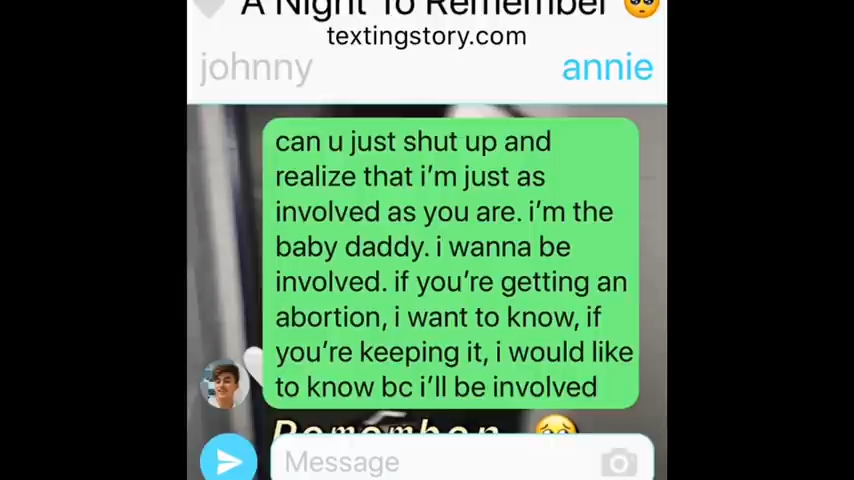 A Night To Remember 🥺
textingstory.com
johnny
annie
can u just shut up and
realize that i'm just as
involved as you are. i'm the
baby daddy. i wanna be
involved. if you're getting an
abortion, i want to know, if
you're keeping it, i would like
to know bc i'll be involved
Remember 🥺
Message